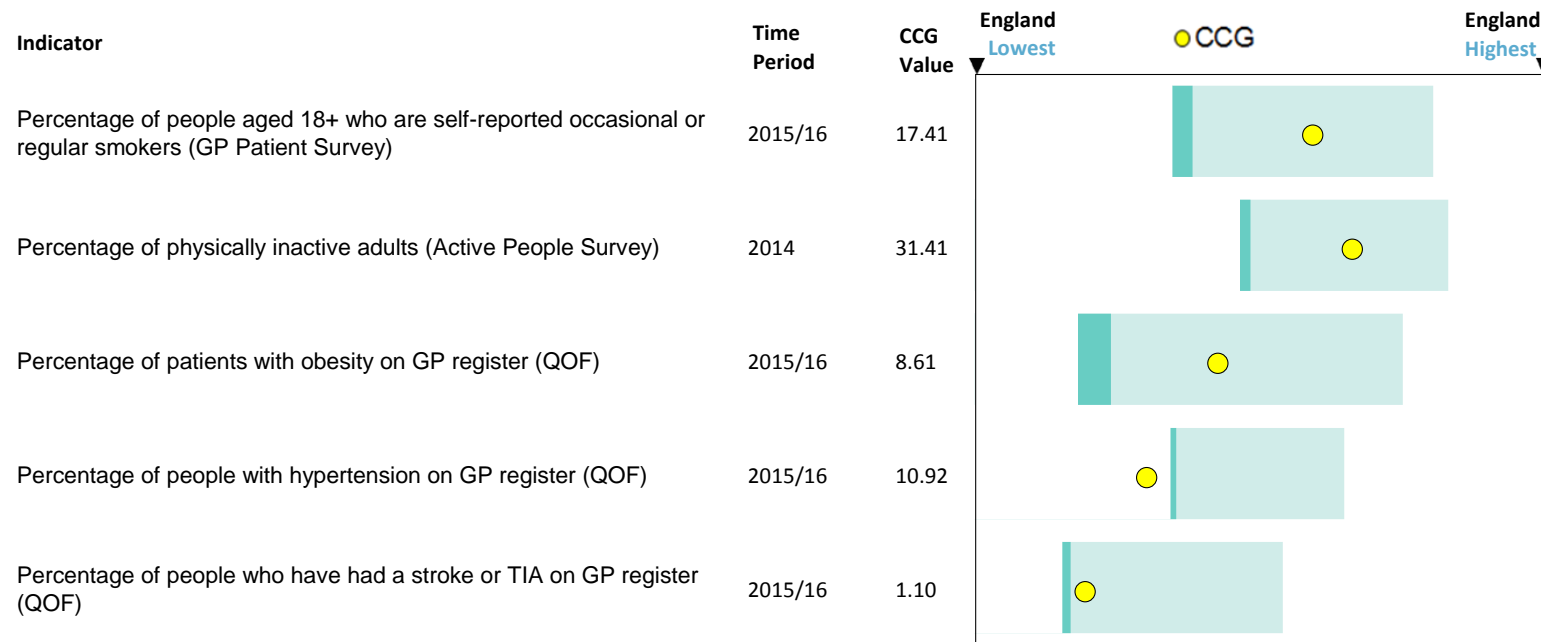 Indicator
Time
Period
CCG
Value
England
Lowest
CCG
England
Highest
Percentage of people aged 18+ who are self-reported occasional or
regular smokers (GP Patient Survey)
2015/16
17.41
Percentage of physically inactive adults (Active People Survey)
2014
31.41
Percentage of patients with obesity on GP register (QOF)
2015/16
8.61
Percentage of people with hypertension on GP register (QOF)
2015/16
10.92
Percentage of people who have had a stroke or TIA on GP register
(QOF)
2015/16
1.10